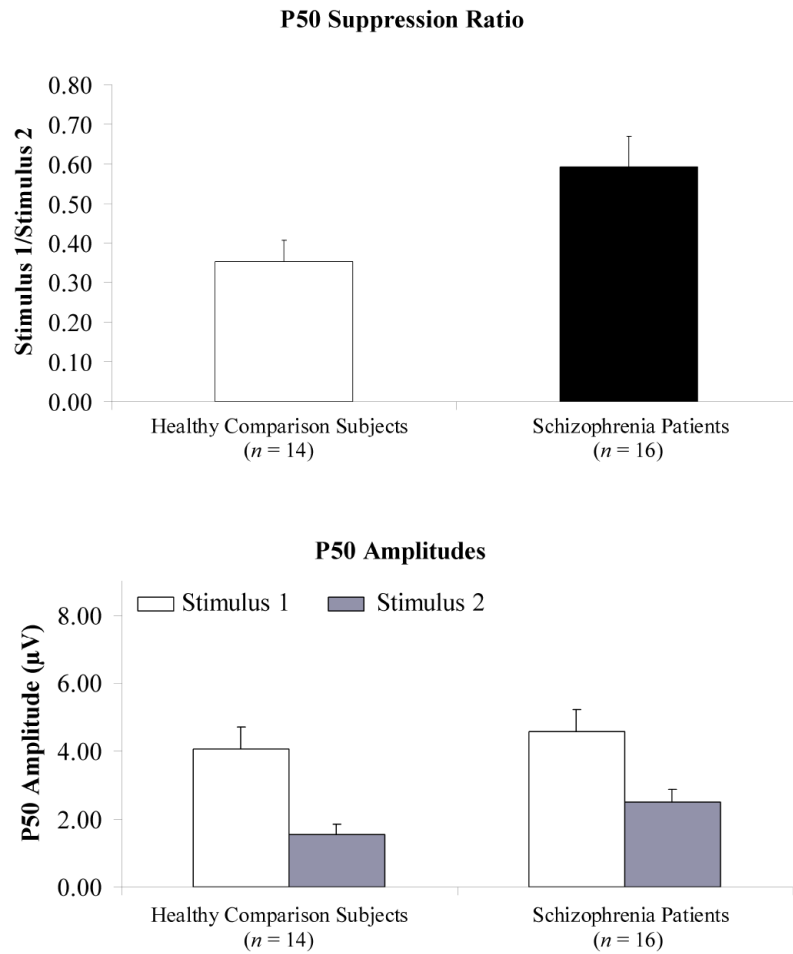 P50 Suppression Ratio
Stimulus 1/Stimulus 2
0.80
0.70
0.60
0.50
0.40
0.30
0.20
0.10
0.00
Healthy Comparison Subjects
(n = 14)
Schizophrenia Patients
(n = 16)
P50 Amplitudes
Stimulus 1
Stimulus 2
P50 Amplitude (µV)
8.00
6.00
4.00
2.00
0.00
Healthy Comparison Subjects
(n = 14)
Schizophrenia Patients
(n = 16)